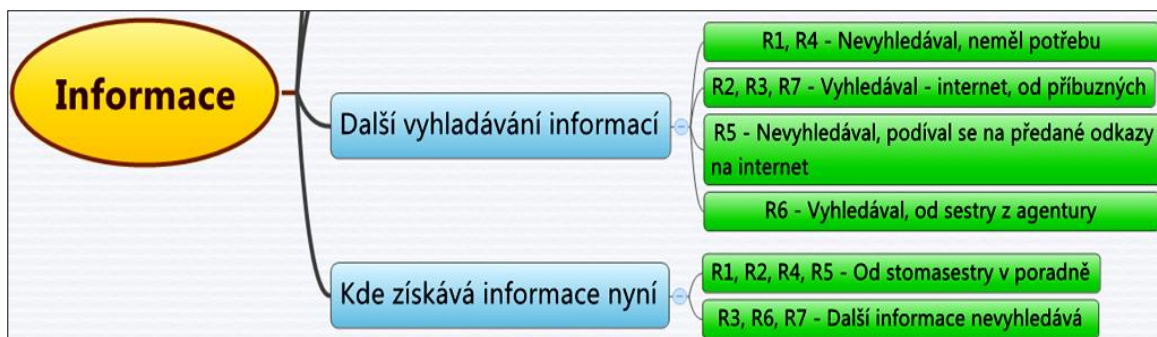 Informace
Další vyhladávání informací
R1, R4 - Nevyhledával, neměl potřebu
R2, R3, R7 - Vyhledával - internet, od příbuzných
R5 - Nevyhledával, podíval se na předané odkazy
na internet
R6 - Vyhledával, od sestry z agentury
Kde získává informace nyní
R1, R2, R4, R5 - Od stomasestry v poradně
R3, R6, R7 - Další informace nevyhledává